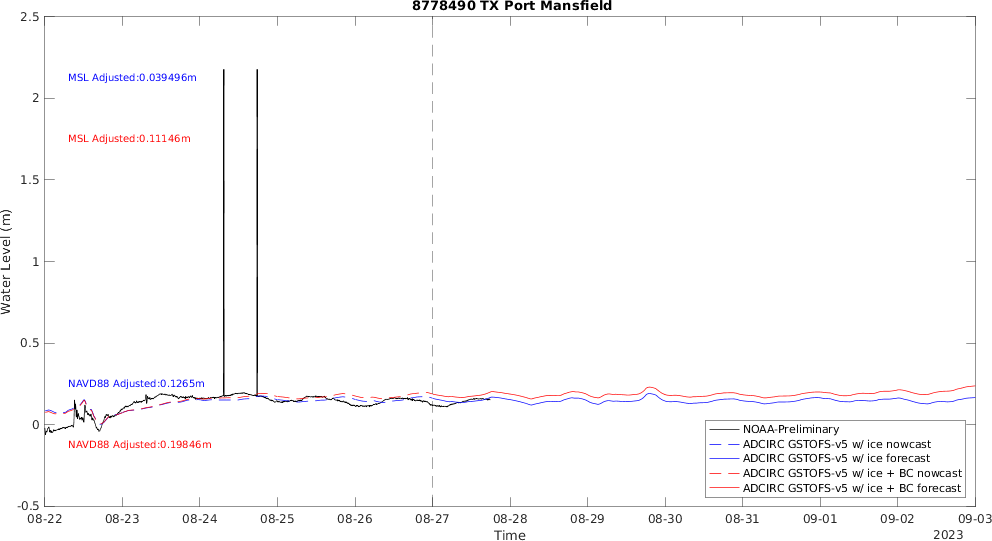 8778490 TX Port Mansfield
2.5
2
1.5
1
0.5
0
-0.5
Water Level (m)
MSL Adjusted:0.039496m
MSL Adjusted:0.11146m
NAVD88 Adjusted:0.1265m
NAVD88 Adjusted:0.19846m
NOAA-Preliminary
ADCIRC GSTOFS-v5 w/ ice nowcast
ADCIRC GSTOFS-v5 w/ ice forecast
ADCIRC GSTOFS-v5 w/ ice + BC nowcast
ADCIRC GSTOFS-v5 w/ ice + BC forecast
08-22 08-23 08-24 08-25 08-26 08-27 08-28 08-29 08-30 08-31 09-01 09-02 09-03
Time
2023